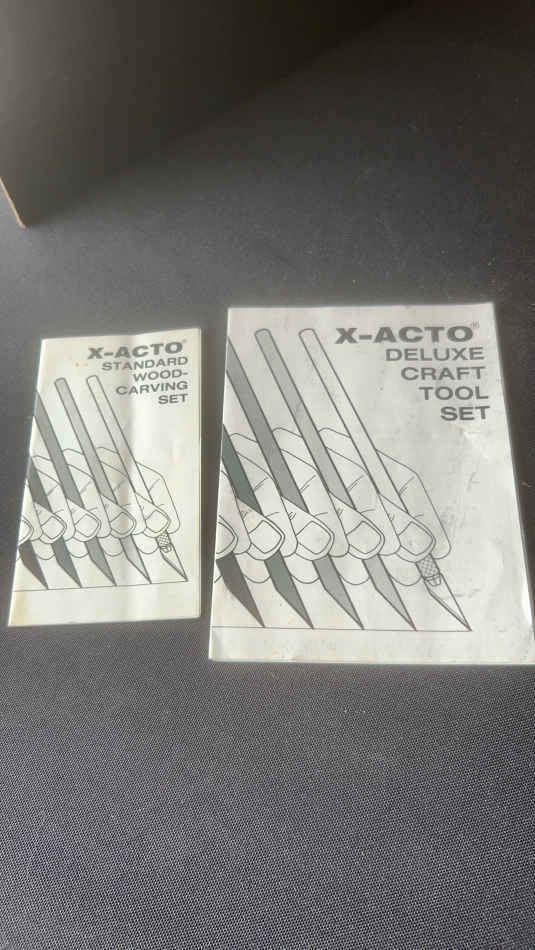 X-ACTO®
STANDARD
WOOD-
CARVING
SET
X-ACTO®
DELUXE
CRAFT
TOOL
SET